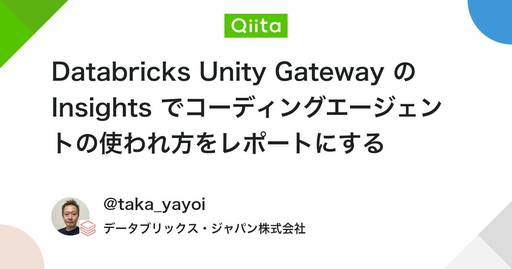 Qiita
Databricks Unity Gateway の
Insights でコーディングエージェン
トの使われ方をレポートにする
@taka_yayoi
データブリックス・ジャパン株式会社